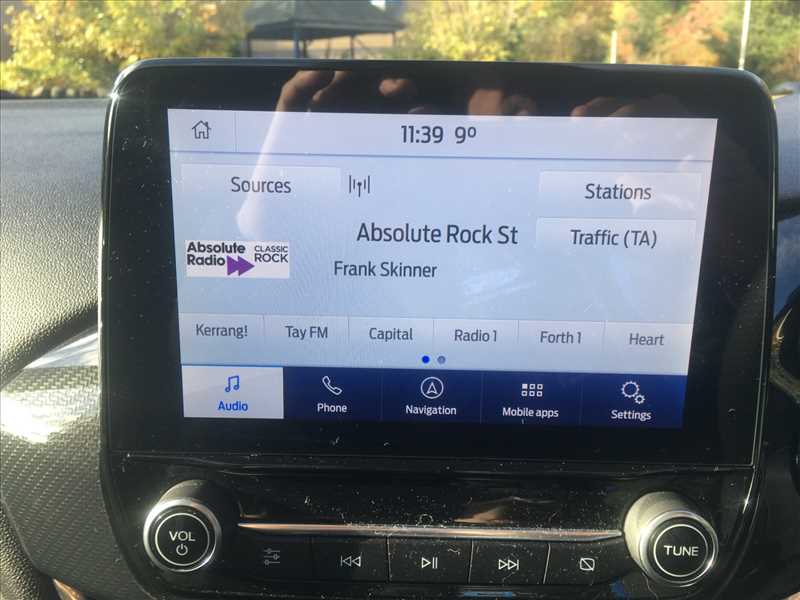 11:39 9º
Sources
Stations
Absolute Rock St
Traffic (TA)
Absolute Radio
CLASSIC ROCK
Frank Skinner
Kerrang!
Tay FM
Capital
Radio 1
Forth 1
Heart
Audio
Phone
Navigation
Mobile apps
Settings
VOL
TUNE